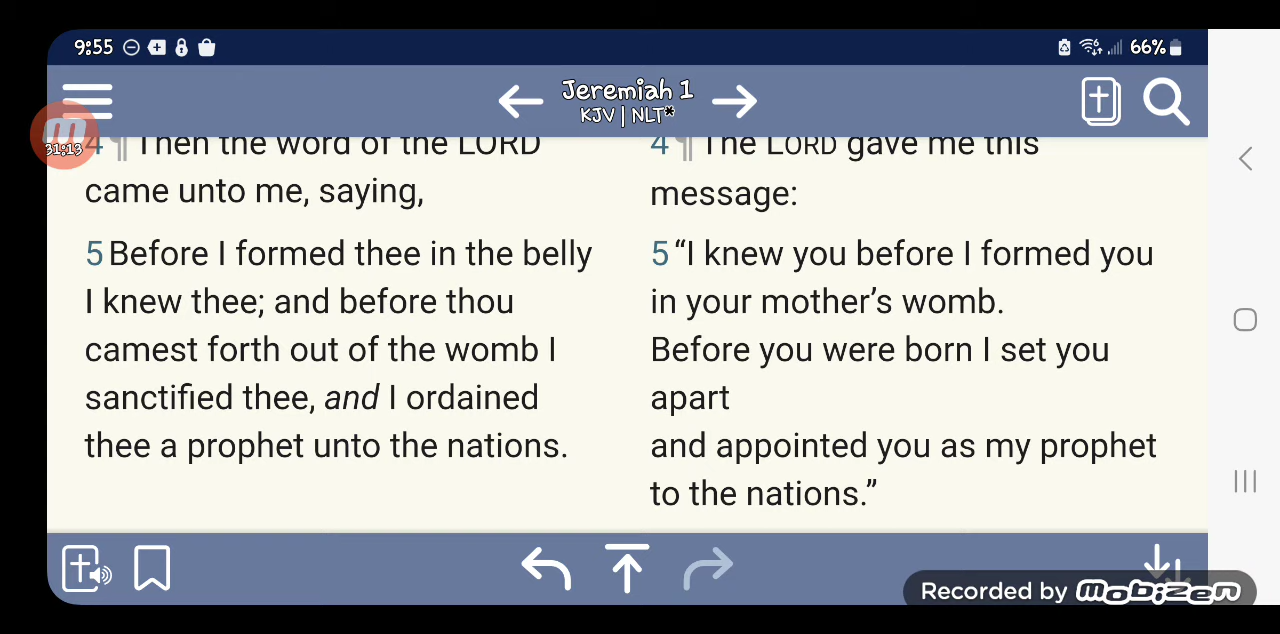 9:55
66%
Jeremiah 1
KJV | NLT*
31:13
4 ¶ Then the word of the LORD
came unto me, saying,
5 Before I formed thee in the belly
I knew thee; and before thou
camest forth out of the womb I
sanctified thee, and I ordained
thee a prophet unto the nations.
4 ¶ The LORD gave me this
message:
5 “I knew you before I formed you
in your mother’s womb.
Before you were born I set you
apart
and appointed you as my prophet
to the nations.”
Recorded by mobizen